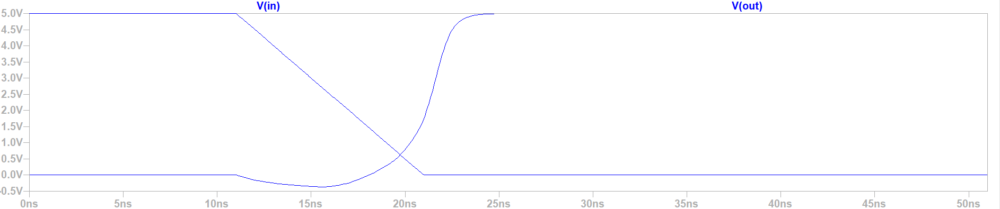 V(in) V(out)
5.0V
4.5V
4.0V
3.5V
3.0V
2.5V
2.0V
1.5V
1.0V
0.5V
0.0V
-0.5V
0ns 5ns 10ns 15ns 20ns 25ns 30ns 35ns 40ns 45ns 50ns